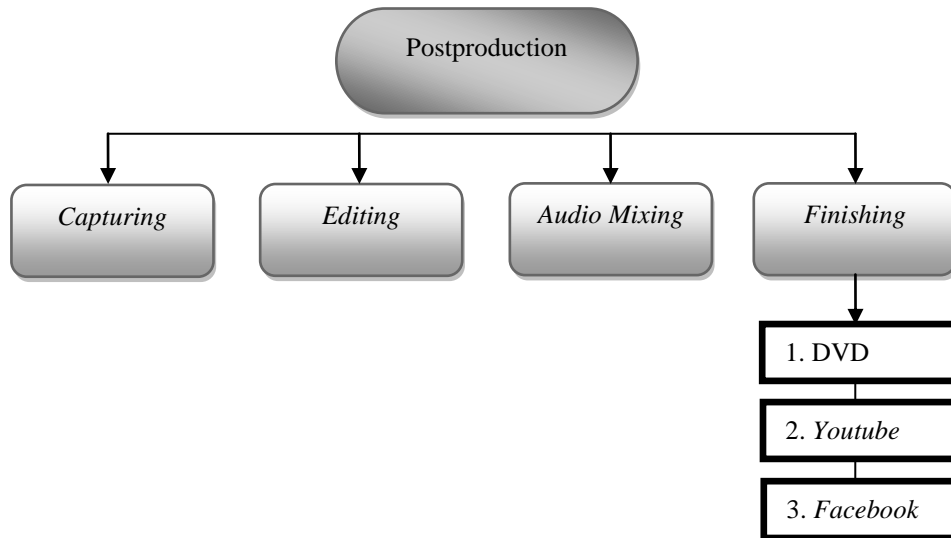 Postproduction
Capturing
Editing
Audio Mixing
Finishing
1. DVD
2. Youtube
3. Facebook